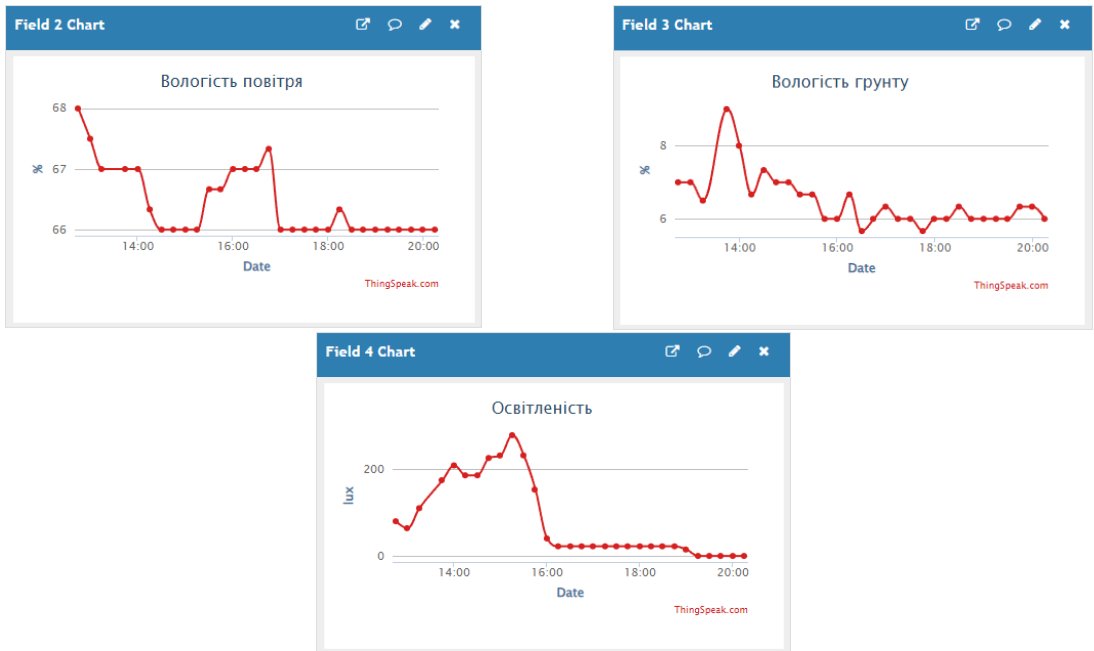 Field 2 Chart
Вологість повітря
68
67
66
%
14:00 16:00 18:00 20:00
Date
ThingSpeak.com
Field 3 Chart
Вологість грунту
8
6
%
14:00 16:00 18:00 20:00
Date
ThingSpeak.com
Field 4 Chart
Освітленість
200
0
lux
14:00 16:00 18:00 20:00
Date
ThingSpeak.com